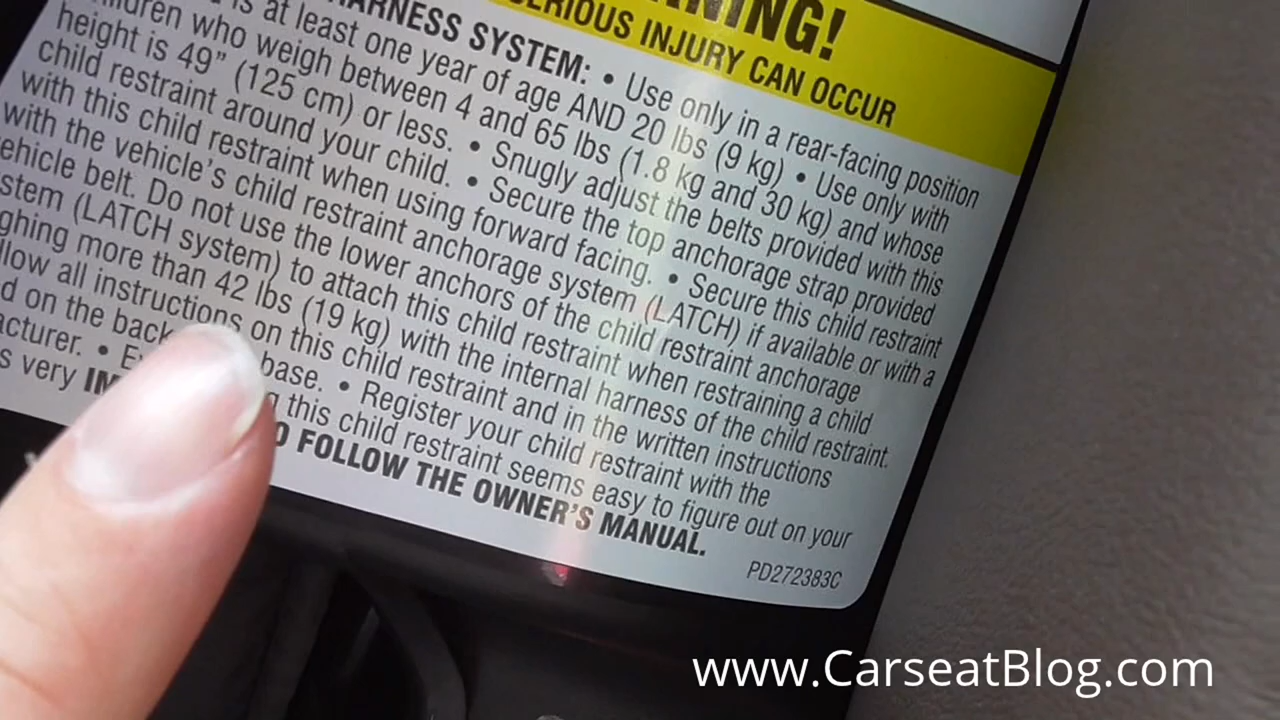 RNING!
SERIOUS INJURY CAN OCCUR
HARNESS SYSTEM: • Use only in a rear-facing position
is at least one year of age AND 20 lbs (9 kg) • Use only with
children who weigh between 4 and 65 lbs (1.8 kg and 30 kg) and whose
height is 49” (125 cm) or less. • Snugly adjust the belts provided with this
child restraint around your child. • Secure the top anchorage strap provided
with this child restraint when using forward facing. • Secure this child restraint
with the vehicle’s child restraint anchorage system (LATCH) if available or with a
ehicle belt. Do not use the lower anchors of the child restraint anchorage
stem (LATCH system) to attach this child restraint when restraining a child
ghing more than 42 lbs (19 kg) with the internal harness of the child restraint.
llow all instructions on this child restraint and in the written instructions
d on the back base. • Register your child restraint with the
acturer. • E g this child restraint seems easy to figure out on your
s very IM O FOLLOW THE OWNER’S MANUAL.
PD272383C
www.CarseatBlog.com